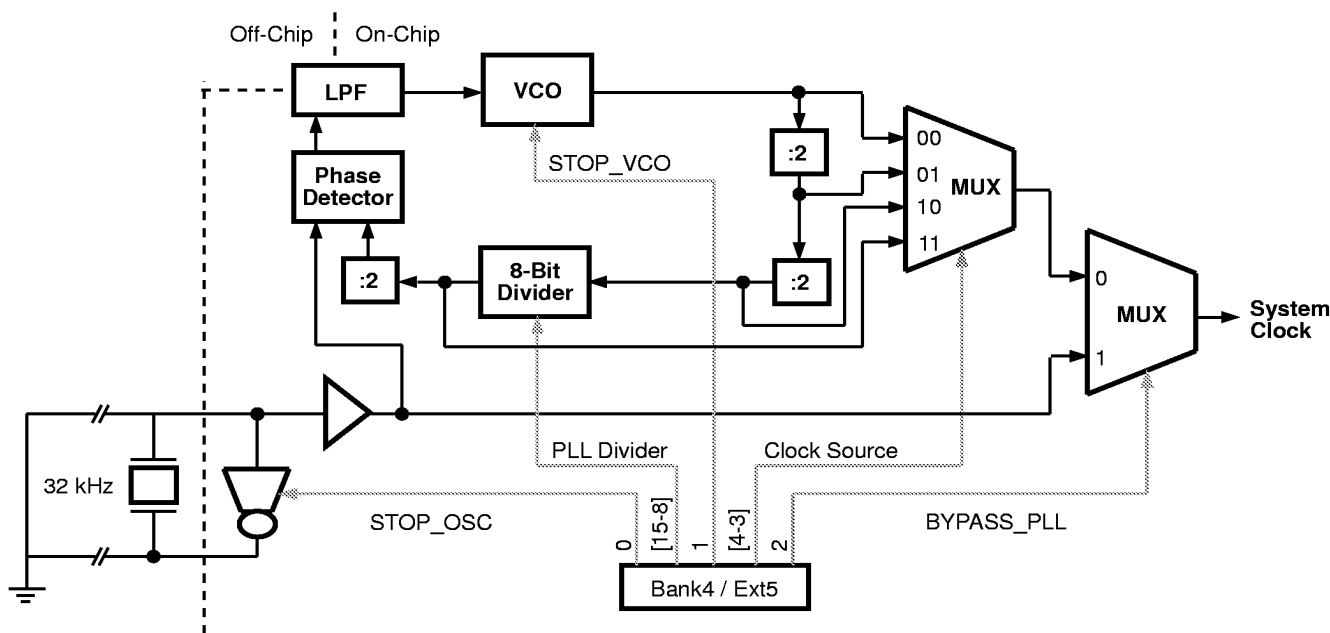 Off-Chip
On-Chip
LPF
VCO
:2
00
01
10
11
MUX
STOP_VCO
Phase
Detector
:2
8-Bit
Divider
:2
0
MUX
1
System
Clock
32 kHz
PLL Divider
Clock Source
STOP_OSC
BYPASS_PLL
0
[15-8]
1
[4-3]
2
Bank4 / Ext5